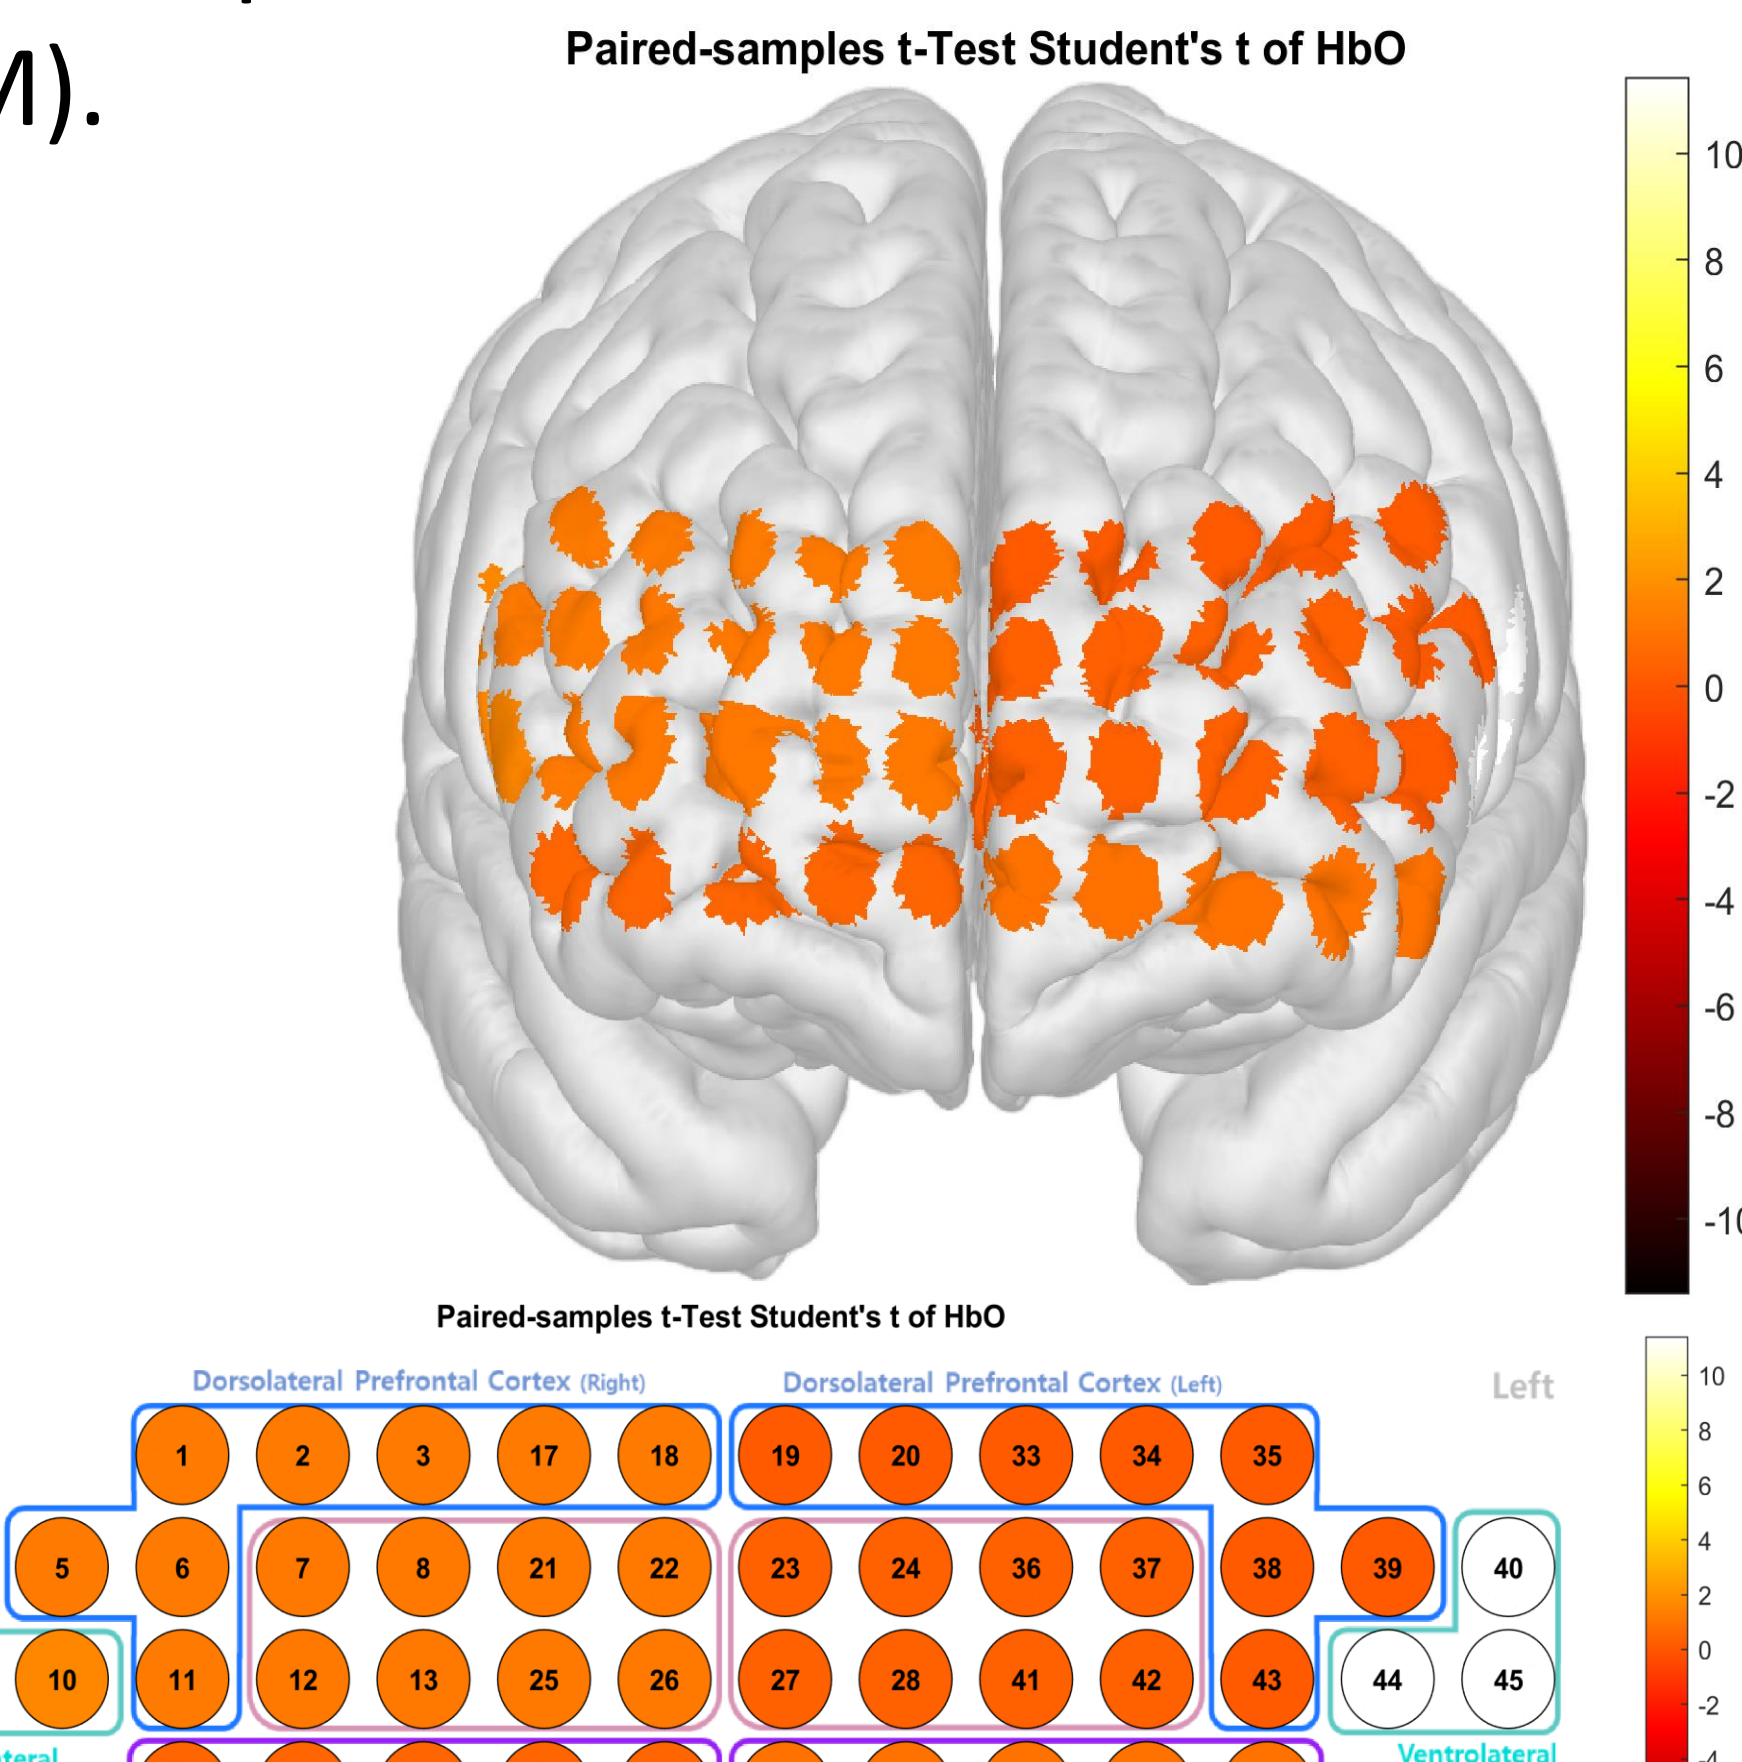 M).
Paired-samples t-Test Student's t of HbO
10
8
6
4
2
0
-2
-4
-6
-8
-10
Paired-samples t-Test Student's t of HbO
Dorsolateral Prefrontal Cortex (Right)
Dorsolateral Prefrontal Cortex (Left)
Left
1 2 3 17 18 19 20 33 34 35
5 6 7 8 21 22 23 24 36 37 38 39 40
10 11 12 13 25 26 27 28 41 42 43 44 45
Ventrolateral
10
8
6
4
2
0
-2
-4